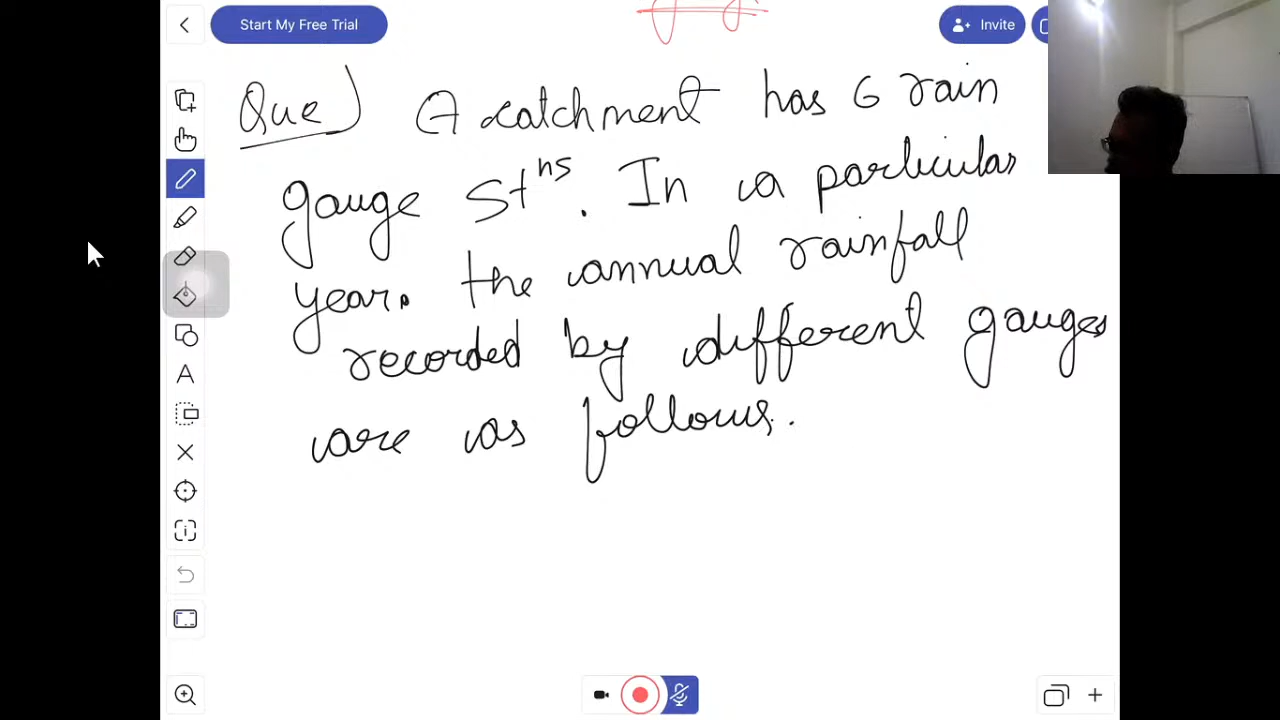 Start My Free Trial
Invite
Que) A catchment has 6 rain
gauge Stns. In a particular
year. the annual rainfall
recorded by different gauges
are as follows.